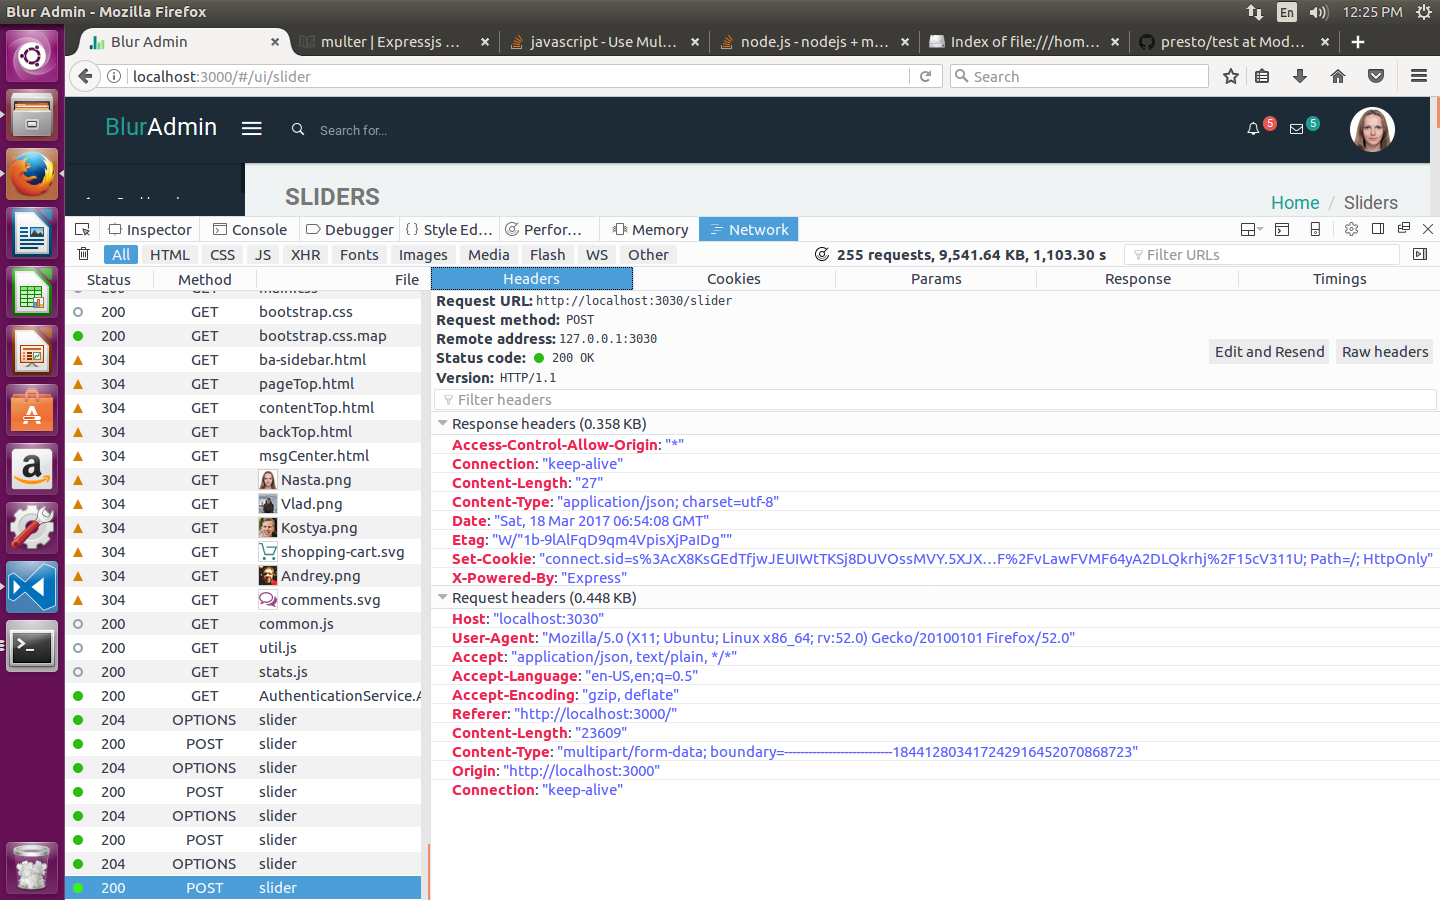 Blur Admin - Mozilla Firefox
En
12:25 PM
Blur Admin
multer | Expressjs ...
javascript - Use Mul...
node.js - nodejs + m...
Index of file:///hom...
presto/test at Mod...
localhost:3000/#/ui/slider
Search
BlurAdmin
Search for...
5
5
SLIDERS
Home / Sliders
Inspector
Console
Debugger
Style Ed...
Perfor...
Memory
Network
All HTML CSS JS XHR Fonts Images Media Flash WS Other
255 requests, 9,541.64 KB, 1,103.30 s
Filter URLs
Status Method File
Headers Cookies Params Response Timings
200 GET bootstrap.css
200 GET bootstrap.css.map
304 GET ba-sidebar.html
304 GET pageTop.html
304 GET contentTop.html
304 GET backTop.html
304 GET msgCenter.html
304 GET Nasta.png
304 GET Vlad.png
304 GET Kostya.png
304 GET shopping-cart.svg
304 GET Andrey.png
304 GET comments.svg
200 GET common.js
200 GET util.js
200 GET stats.js
200 GET AuthenticationService.
204 OPTIONS slider
200 POST slider
204 OPTIONS slider
200 POST slider
204 OPTIONS slider
200 POST slider
204 OPTIONS slider
200 POST slider
Request URL: http://localhost:3030/slider
Request method: POST
Remote address: 127.0.0.1:3030
Status code: 200 OK
Edit and Resend
Raw headers
Version: HTTP/1.1
Filter headers
Response headers (0.358 KB)
Access-Control-Allow-Origin: "*"
Connection: "keep-alive"
Content-Length: "27"
Content-Type: "application/json; charset=utf-8"
Date: "Sat, 18 Mar 2017 06:54:08 GMT"
Etag: "W/"1b-9lAlFqD9qm4VpisXjPaIDg""
Set-Cookie: "connect.sid=s%3AcX8KsGEdTfjwJEUIWtTKSj8DUVOssMVY.5XJX...F%2FvLawFVMF64yA2DLQkrhj%2F15cV311U; Path=/; HttpOnly"
X-Powered-By: "Express"
Request headers (0.448 KB)
Host: "localhost:3030"
User-Agent: "Mozilla/5.0 (X11; Ubuntu; Linux x86_64; rv:52.0) Gecko/20100101 Firefox/52.0"
Accept: "application/json, text/plain, */*"
Accept-Language: "en-US,en;q=0.5"
Accept-Encoding: "gzip, deflate"
Referer: "http://localhost:3000/"
Content-Length: "23609"
Content-Type: "multipart/form-data; boundary=---------------------------184412803417242916452070868723"
Origin: "http://localhost:3000"
Connection: "keep-alive"